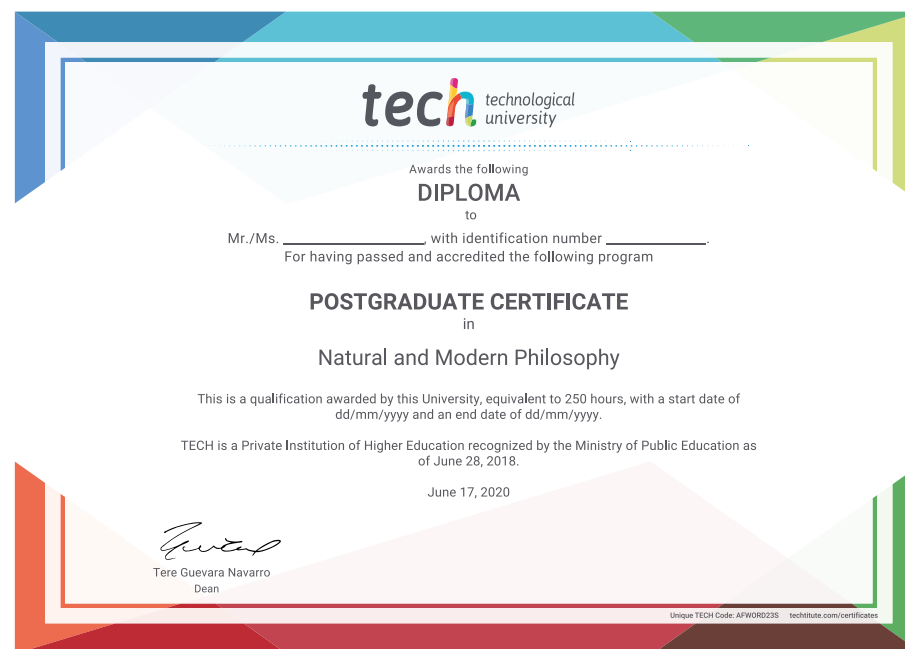 tech technological
university
Awards the following
DIPLOMA
to
Mr./Ms. ____________, with identification number ____________.
For having passed and accredited the following program
POSTGRADUATE CERTIFICATE
in
Natural and Modern Philosophy
This is a qualification awarded by this University, equivalent to 250 hours, with a start date of
dd/mm/yyyy and an end date of dd/mm/yyyy.
TECH is a Private Institution of Higher Education recognized by the Ministry of Public Education as
of June 28, 2018.
June 17, 2020
Tere Guevara Navarro
Dean
Unique TECH Code: AFWORD23S techtitute.com/certificates